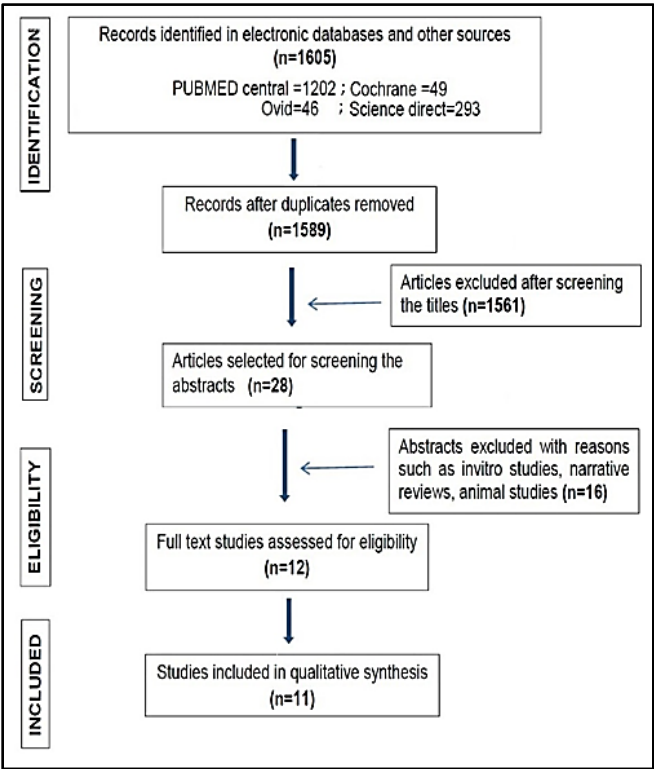 IDENTIFICATION
Records identified in electronic databases and other sources
(n=1605)
PUBMED central =1202 ; Cochrane =49
Ovid=46 ; Science direct=293
Records after duplicates removed
(n=1589)
SCREENING
Articles excluded after screening
the titles (n=1561)
Articles selected for screening the
abstracts (n=28)
ELIGIBILITY
Abstracts excluded with reasons
such as invitro studies, narrative
reviews, animal studies (n=16)
Full text studies assessed for eligibility
(n=12)
INCLUDED
Studies included in qualitative synthesis
(n=11)